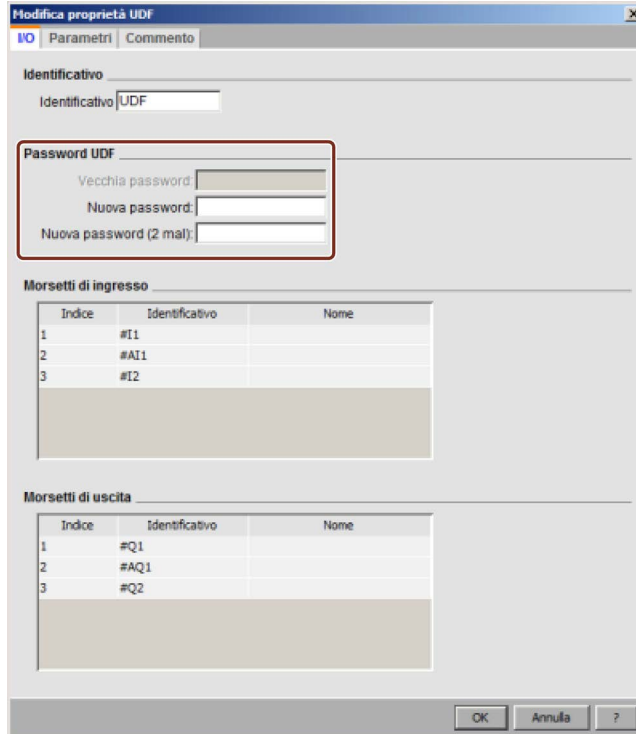 Modifica proprietà UDF
I/O Parametri Commento
Identificativo
Identificativo UDF
Password UDF
Vecchia password:
Nuova password:
Nuova password (2 mal):
Morsetti di ingresso
Indice Identificativo Nome
1 #I1
2 #AI1
3 #I2
Morsetti di uscita
Indice Identificativo Nome
1 #Q1
2 #AQ1
3 #Q2
OK Annulla ?